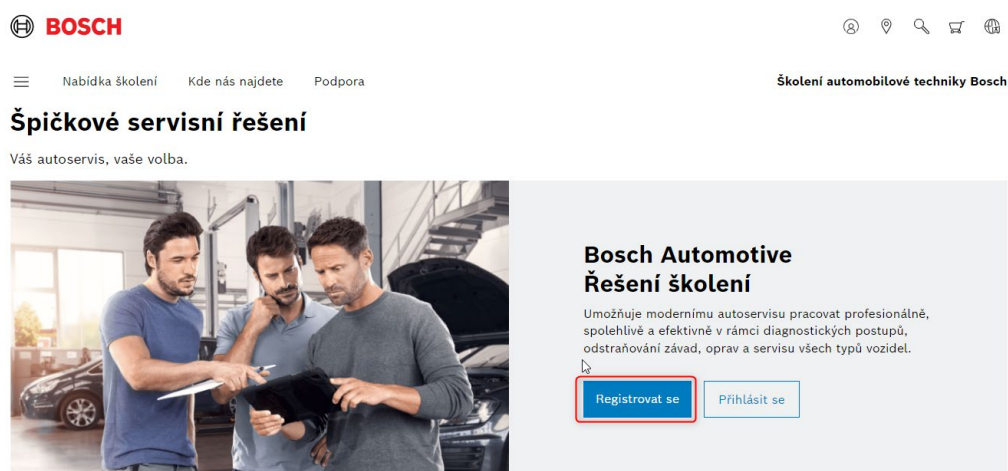 BOSCH
Nabídka školení
Kde nás najdete
Podpora
Školení automobilové techniky Bosch
Špičkové servisní řešení
Váš autoservis, vaše volba.
Bosch Automotive
Řešení školení
Umožňuje modernímu autoservisu pracovat profesionálně,
spolehlivě a efektivně v rámci diagnostických postupů,
odstraňování závad, oprav a servisu všech typů vozidel.
Registrovat se
Přihlásit se